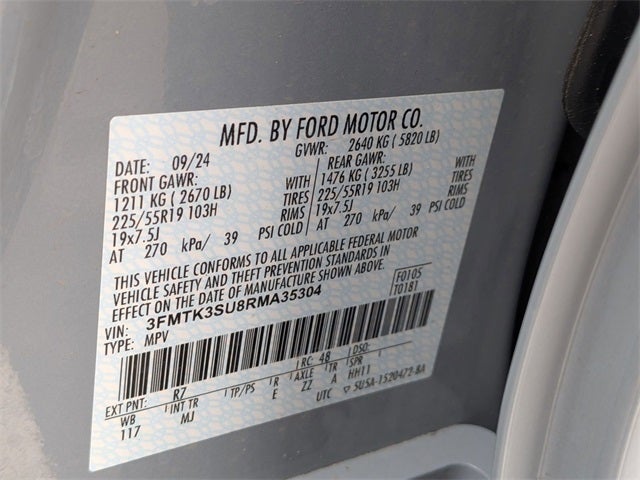 MFD. BY FORD MOTOR CO.
DATE: 09/24 GVWR: 2640 KG ( 5820 LB)
FRONT GAWR: WITH REAR GAWR: WITH
1211 KG ( 2670 LB) TIRES 1476 KG ( 3255 LB) TIRES
225/55R19 103H RIMS 225/55R19 103H RIMS
19x7.5J 19x7.5J
AT 270 kPa/ 39 PSI COLD AT 270 kPa/ 39 PSI COLD
THIS VEHICLE CONFORMS TO ALL APPLICABLE FEDERAL MOTOR
VEHICLE SAFETY AND THEFT PREVENTION STANDARDS IN
EFFECT ON THE DATE OF MANUFACTURE SHOWN ABOVE. F0105
VIN: 3FMTK3SU8RMA35304 T0181
TYPE: MPV
EXT PNT: R7 RC: 48 DSO:
WB INT TR TP/PS R AXLE TR SPR
117 MJ E ZZ A HH11
UTC 5U5A-1520472-BA